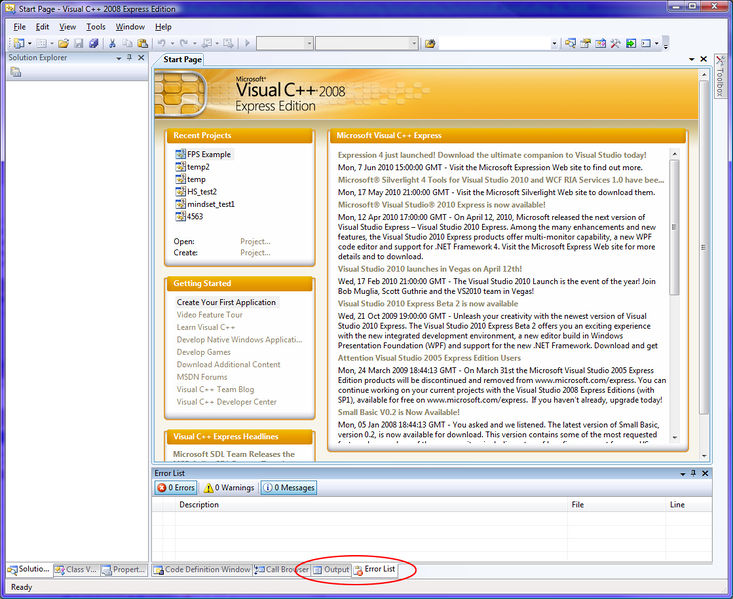 Start Page - Visual C++ 2008 Express Edition
File Edit View Tools Window Help
Solution Explorer
Start Page
Toolbox
Microsoft®
Visual C++ 2008
Express Edition
Recent Projects
FPS Example
temp2
temp
HS_test2
mindset_test1
4563
Open: Project...
Create: Project...
Getting Started
Create Your First Application
Video Feature Tour
Learn Visual C++
Develop Native Windows Applicati...
Develop Games
Download Additional Content
MSDN Forums
Visual C++ Team Blog
Visual C++ Developer Center
Visual C++ Express Headlines
Microsoft SDL Team Releases the
Microsoft Visual C++ Express
Expression 4 just launched! Download the ultimate companion to Visual Studio today!
Mon, 7 Jun 2010 15:00:00 GMT - Visit the Microsoft Expression Web site to find out more.
Microsoft® Silverlight 4 Tools for Visual Studio 2010 and WCF RIA Services 1.0 have bee...
Mon, 17 May 2010 21:00:00 GMT - Visit the Microsoft Silverlight Web site to download them.
Microsoft® Visual Studio® 2010 Express is now available!
Mon, 12 Apr 2010 17:00:00 GMT - On April 12, 2010, Microsoft released the next version of
Visual Studio Express – Visual Studio 2010 Express. Among the many enhancements and new
features, the Visual Studio 2010 Express products offer multi-monitor capability, a new WPF
code editor and support for .NET Framework 4. Visit the Microsoft Express Web site for more
details and to download.
Visual Studio 2010 launches in Vegas on April 12th!
Wed, 17 Feb 2010 21:00:00 GMT - The Visual Studio 2010 Launch is the event of the year! Join
Bob Muglia, Scott Guthrie and the VS2010 team in Vegas!
Visual Studio 2010 Express Beta 2 is now available
Wed, 21 Oct 2009 19:00:00 GMT - Unleash your creativity with the newest version of Visual
Studio 2010 Express. The Visual Studio 2010 Express Beta 2 offers you an exciting experience
with the new integrated development environment, a new editor build in Windows
Presentation Foundation (WPF) and support for the new .NET Framework. Download and get
Attention Visual Studio 2005 Express Edition Users
Mon, 24 March 2009 18:44:13 GMT - On March 31st the Microsoft Visual Studio 2005 Express
Edition products will be discontinued and removed from www.microsoft.com/express. You can
continue working on your current projects with the Visual Studio 2008 Express Editions (with
SP1), available for free on www.microsoft.com/express. If you haven't already, upgrade today!
Small Basic V0.2 is Now Available!
Mon, 05 Jan 2009 18:44:13 GMT - You asked and we listened. The latest version of Small Basic,
version 0.2, is now available for download. This version contains some of the most requested
Error List
0 Errors 0 Warnings 0 Messages
Description File Line
Solutio... Class V... Propert... Code Definition Window Call Browser Output Error List
Ready